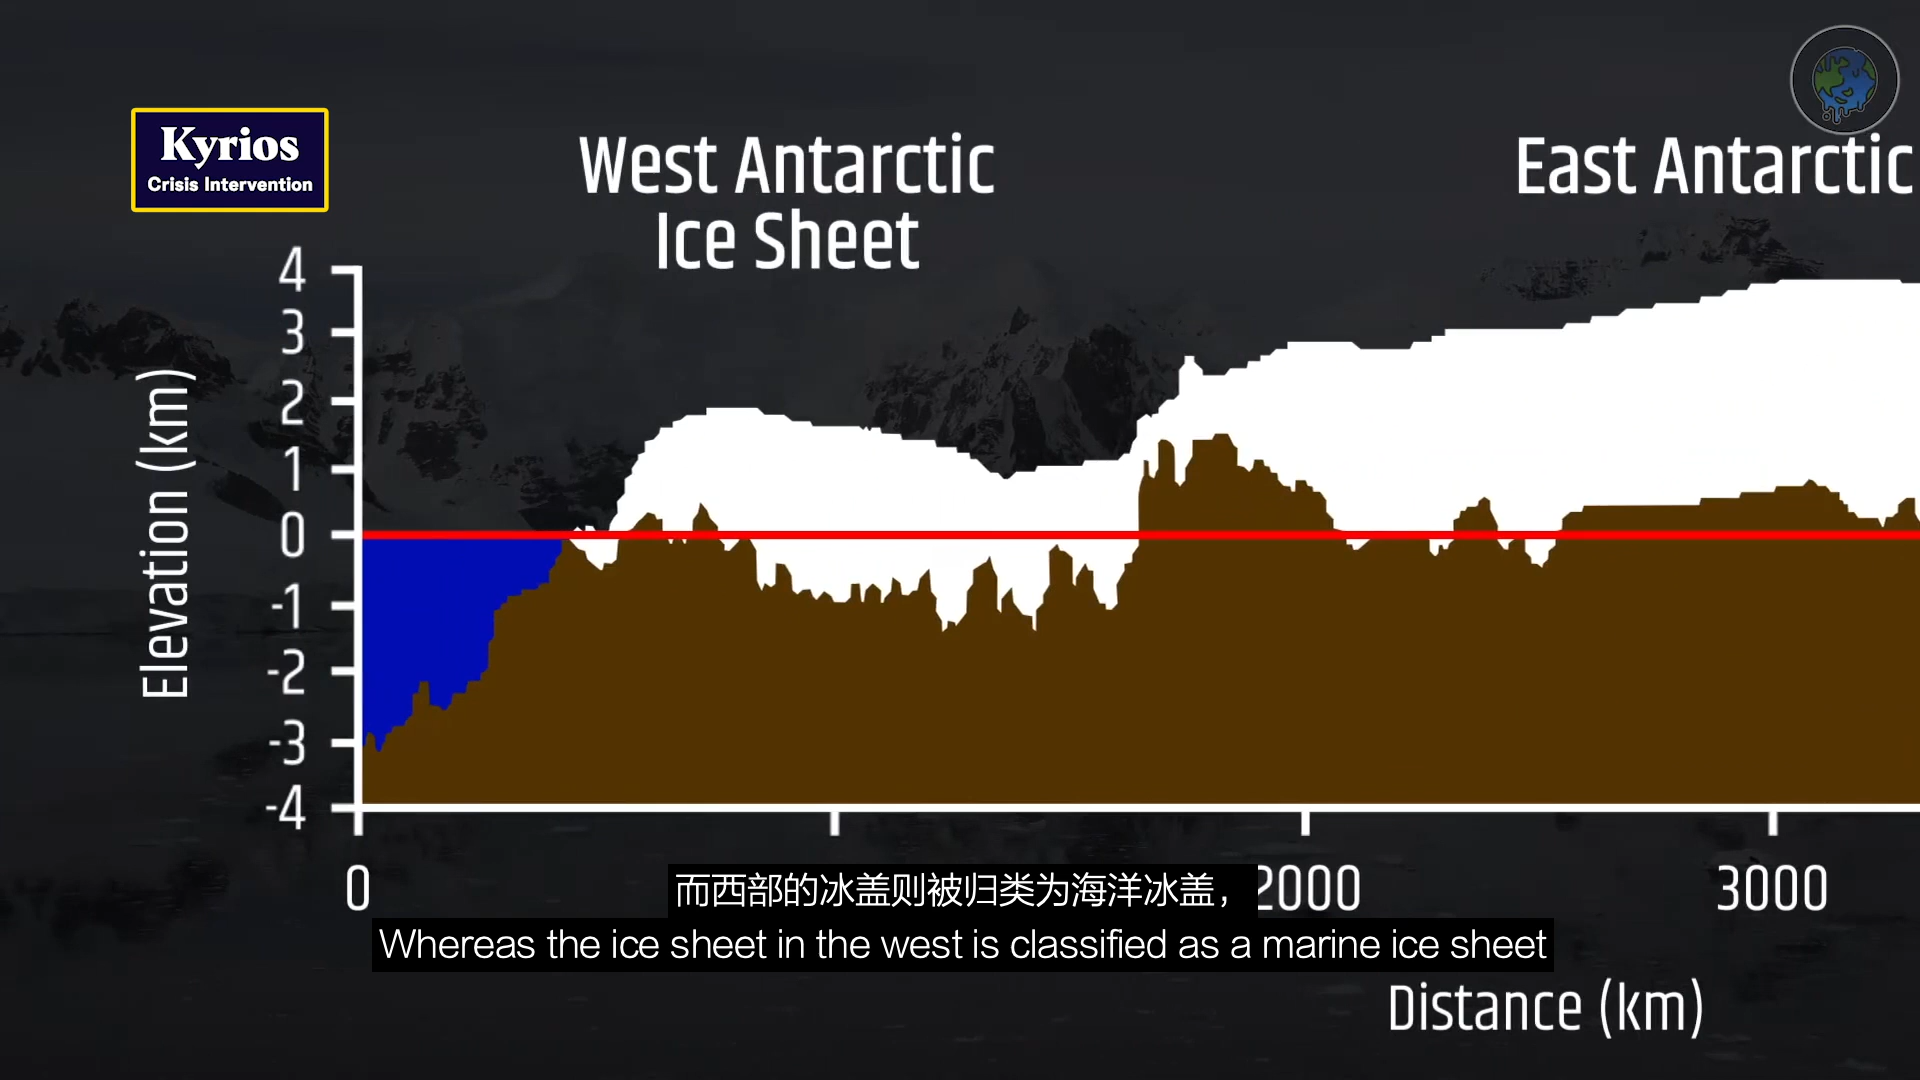 Kyrios
Crisis Intervention
West Antarctic
Ice Sheet
East Antarctic
4
3
2
1
0
-1
-2
-3
-4
Elevation (km)
0
2000
3000
而西部的冰盖则被归类为海洋冰盖，
Whereas the ice sheet in the west is classified as a marine ice sheet
Distance (km)